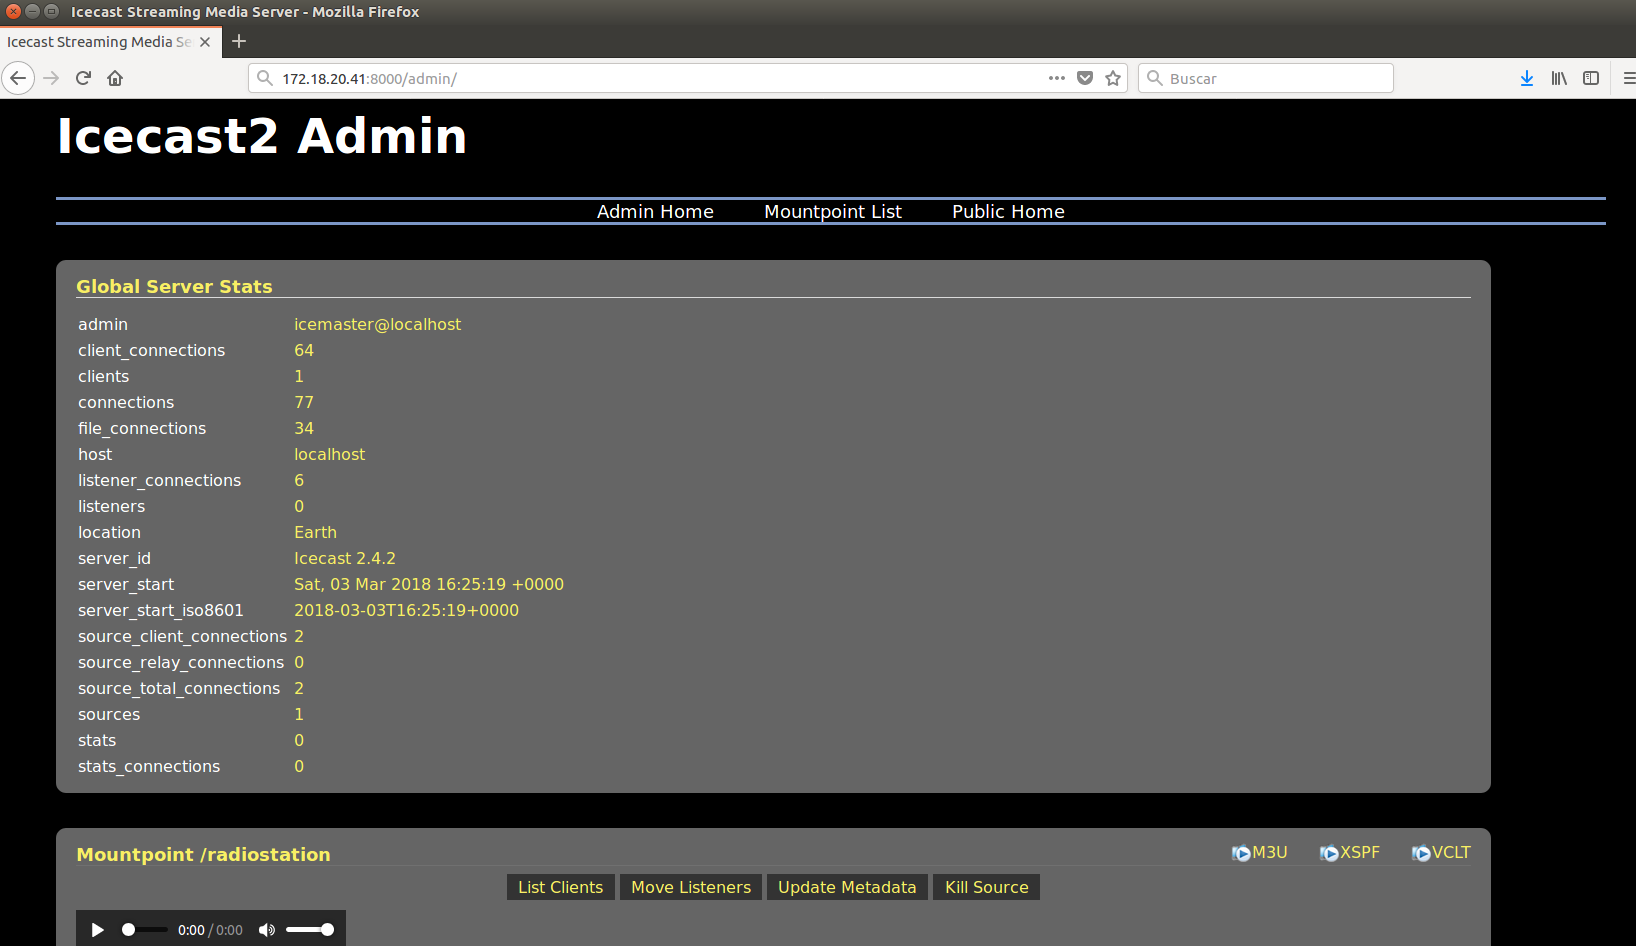 Icecast Streaming Media Server - Mozilla Firefox
Icecast Streaming Media Se
172.18.20.41:8000/admin/
Buscar
Icecast2 Admin
Admin Home Mountpoint List Public Home
Global Server Stats
admin icemaster@localhost
client_connections 64
clients 1
connections 77
file_connections 34
host localhost
listener_connections 6
listeners 0
location Earth
server_id Icecast 2.4.2
server_start Sat, 03 Mar 2018 16:25:19 +0000
server_start_iso8601 2018-03-03T16:25:19+0000
source_client_connections 2
source_relay_connections 0
source_total_connections 2
sources 1
stats 0
stats_connections 0
Mountpoint /radiostation M3U XSPF VCLT
List Clients Move Listeners Update Metadata Kill Source
0:00 / 0:00